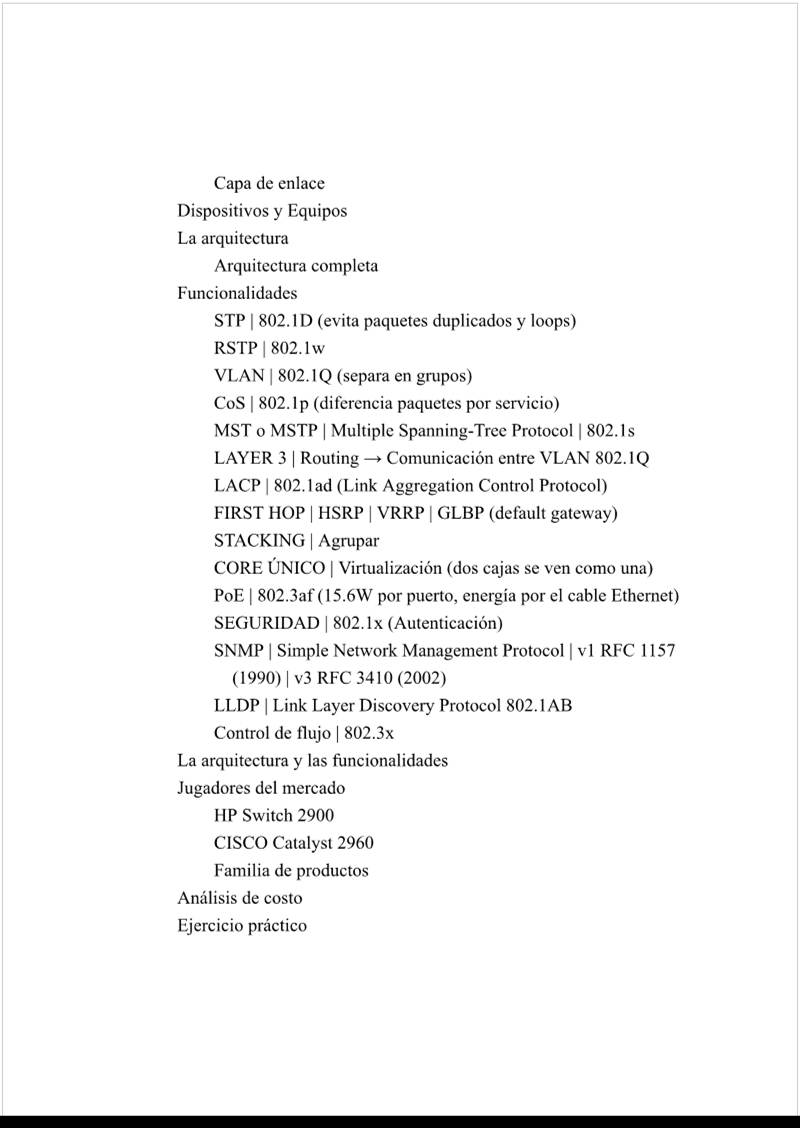 Capa de enlace
Dispositivos y Equipos
La arquitectura
Arquitectura completa
Funcionalidades
STP | 802.1D (evita paquetes duplicados y loops)
RSTP | 802.1w
VLAN | 802.1Q (separa en grupos)
CoS | 802.1p (diferencia paquetes por servicio)
MST o MSTP | Multiple Spanning-Tree Protocol | 802.1s
LAYER 3 | Routing → Comunicación entre VLAN 802.1Q
LACP | 802.1ad (Link Aggregation Control Protocol)
FIRST HOP | HSRP | VRRP | GLBP (default gateway)
STACKING | Agrupar
CORE ÚNICO | Virtualización (dos cajas se ven como una)
PoE | 802.3af (15.6W por puerto, energía por el cable Ethernet)
SEGURIDAD | 802.1x (Autenticación)
SNMP | Simple Network Management Protocol | v1 RFC 1157
(1990) | v3 RFC 3410 (2002)
LLDP | Link Layer Discovery Protocol 802.1AB
Control de flujo | 802.3x
La arquitectura y las funcionalidades
Jugadores del mercado
HP Switch 2900
CISCO Catalyst 2960
Familia de productos
Análisis de costo
Ejercicio práctico